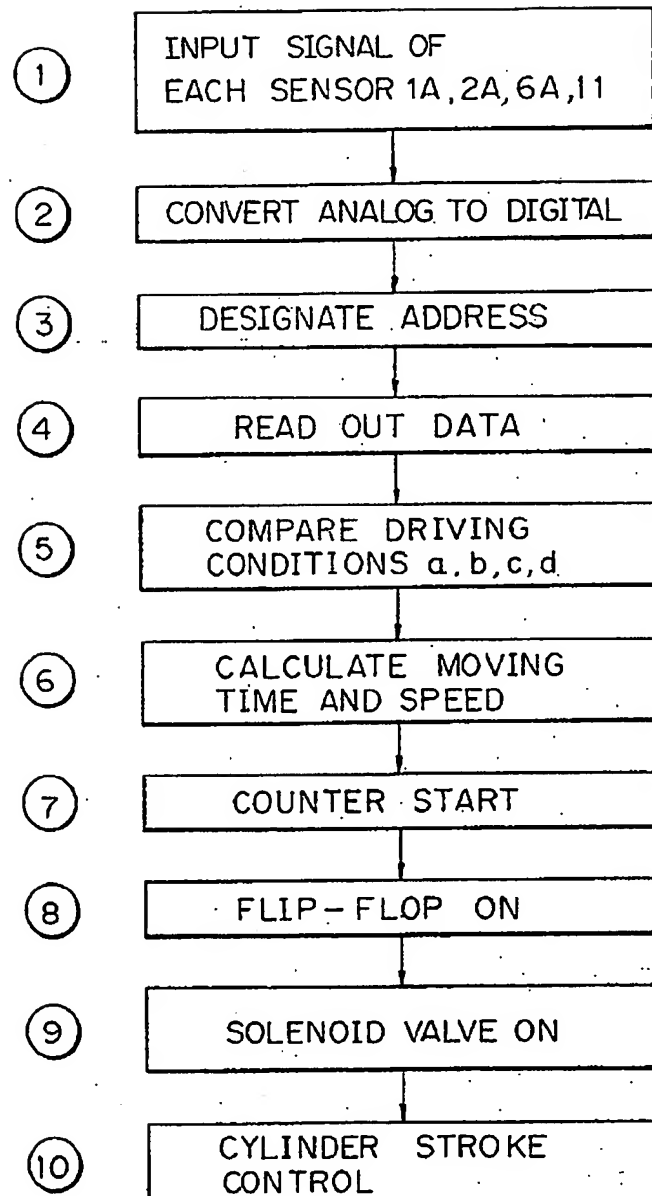 1
INPUT SIGNAL OF
EACH SENSOR 1A, 2A, 6A, 11
2
CONVERT ANALOG TO DIGITAL
3
DESIGNATE ADDRESS
4
READ OUT DATA
5
COMPARE DRIVING
CONDITIONS a, b, c, d
6
CALCULATE MOVING
TIME AND SPEED
7
COUNTER START
8
FLIP-FLOP ON
9
SOLENOID VALVE ON
10
CYLINDER STROKE
CONTROL